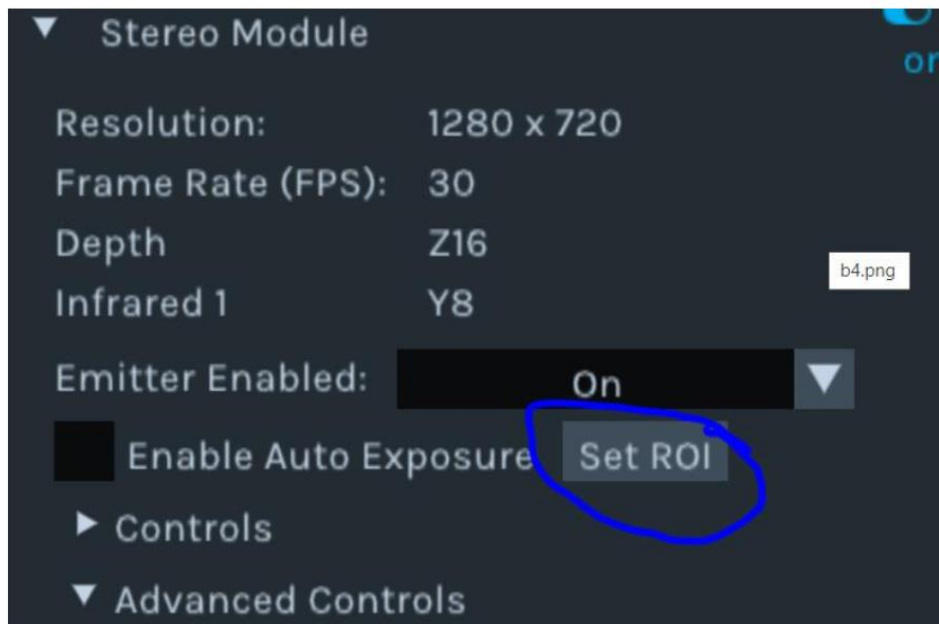 Stereo Module
on
Resolution: 1280 x 720
Frame Rate (FPS): 30
Depth Z16
b4.png
Infrared 1 Y8
Emitter Enabled: On
Enable Auto Exposure Set ROI
Controls
Advanced Controls